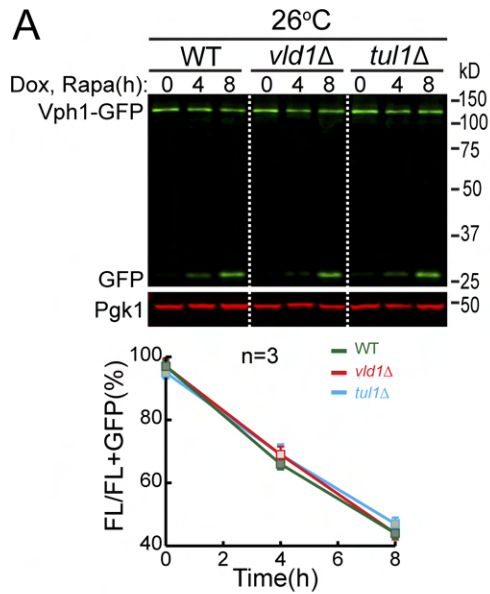 A
26°C
WT vld1Δ tul1Δ
kD
Dox, Rapa(h): 0 4 8 0 4 8 0 4 8
Vph1-GFP
150
100
75
50
37
GFP
25
Pgk1
50
100
n=3
WT
vld1Δ
tul1Δ
80
60
40
FL/FL+GFP(%)
0 2 4 6 8
Time(h)